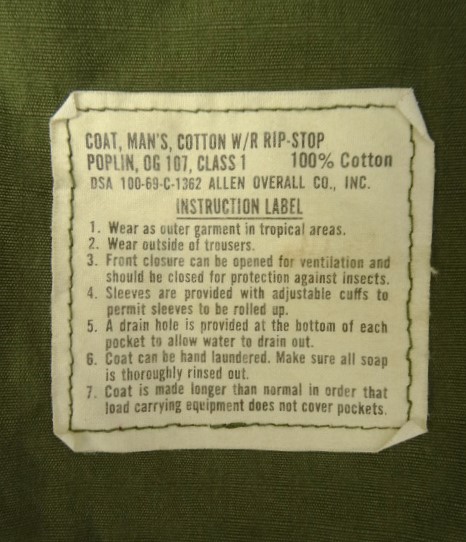 COAT, MAN'S, COTTON W/R RIP-STOP
POPLIN, OG 107, CLASS 1 100% Cotton
DSA 100-69-C-1362 ALLEN OVERALL CO., INC.
INSTRUCTION LABEL
1. Wear as outer garment in tropical areas.
2. Wear outside of trousers.
3. Front closure can be opened for ventilation and
should be closed for protection against insects.
4. Sleeves are provided with adjustable cuffs to
permit sleeves to be rolled up.
5. A drain hole is provided at the bottom of each
pocket to allow water to drain out.
6. Coat can be hand laundered. Make sure all soap
is thoroughly rinsed out.
7. Coat is made longer than normal in order that
load carrying equipment does not cover pockets.